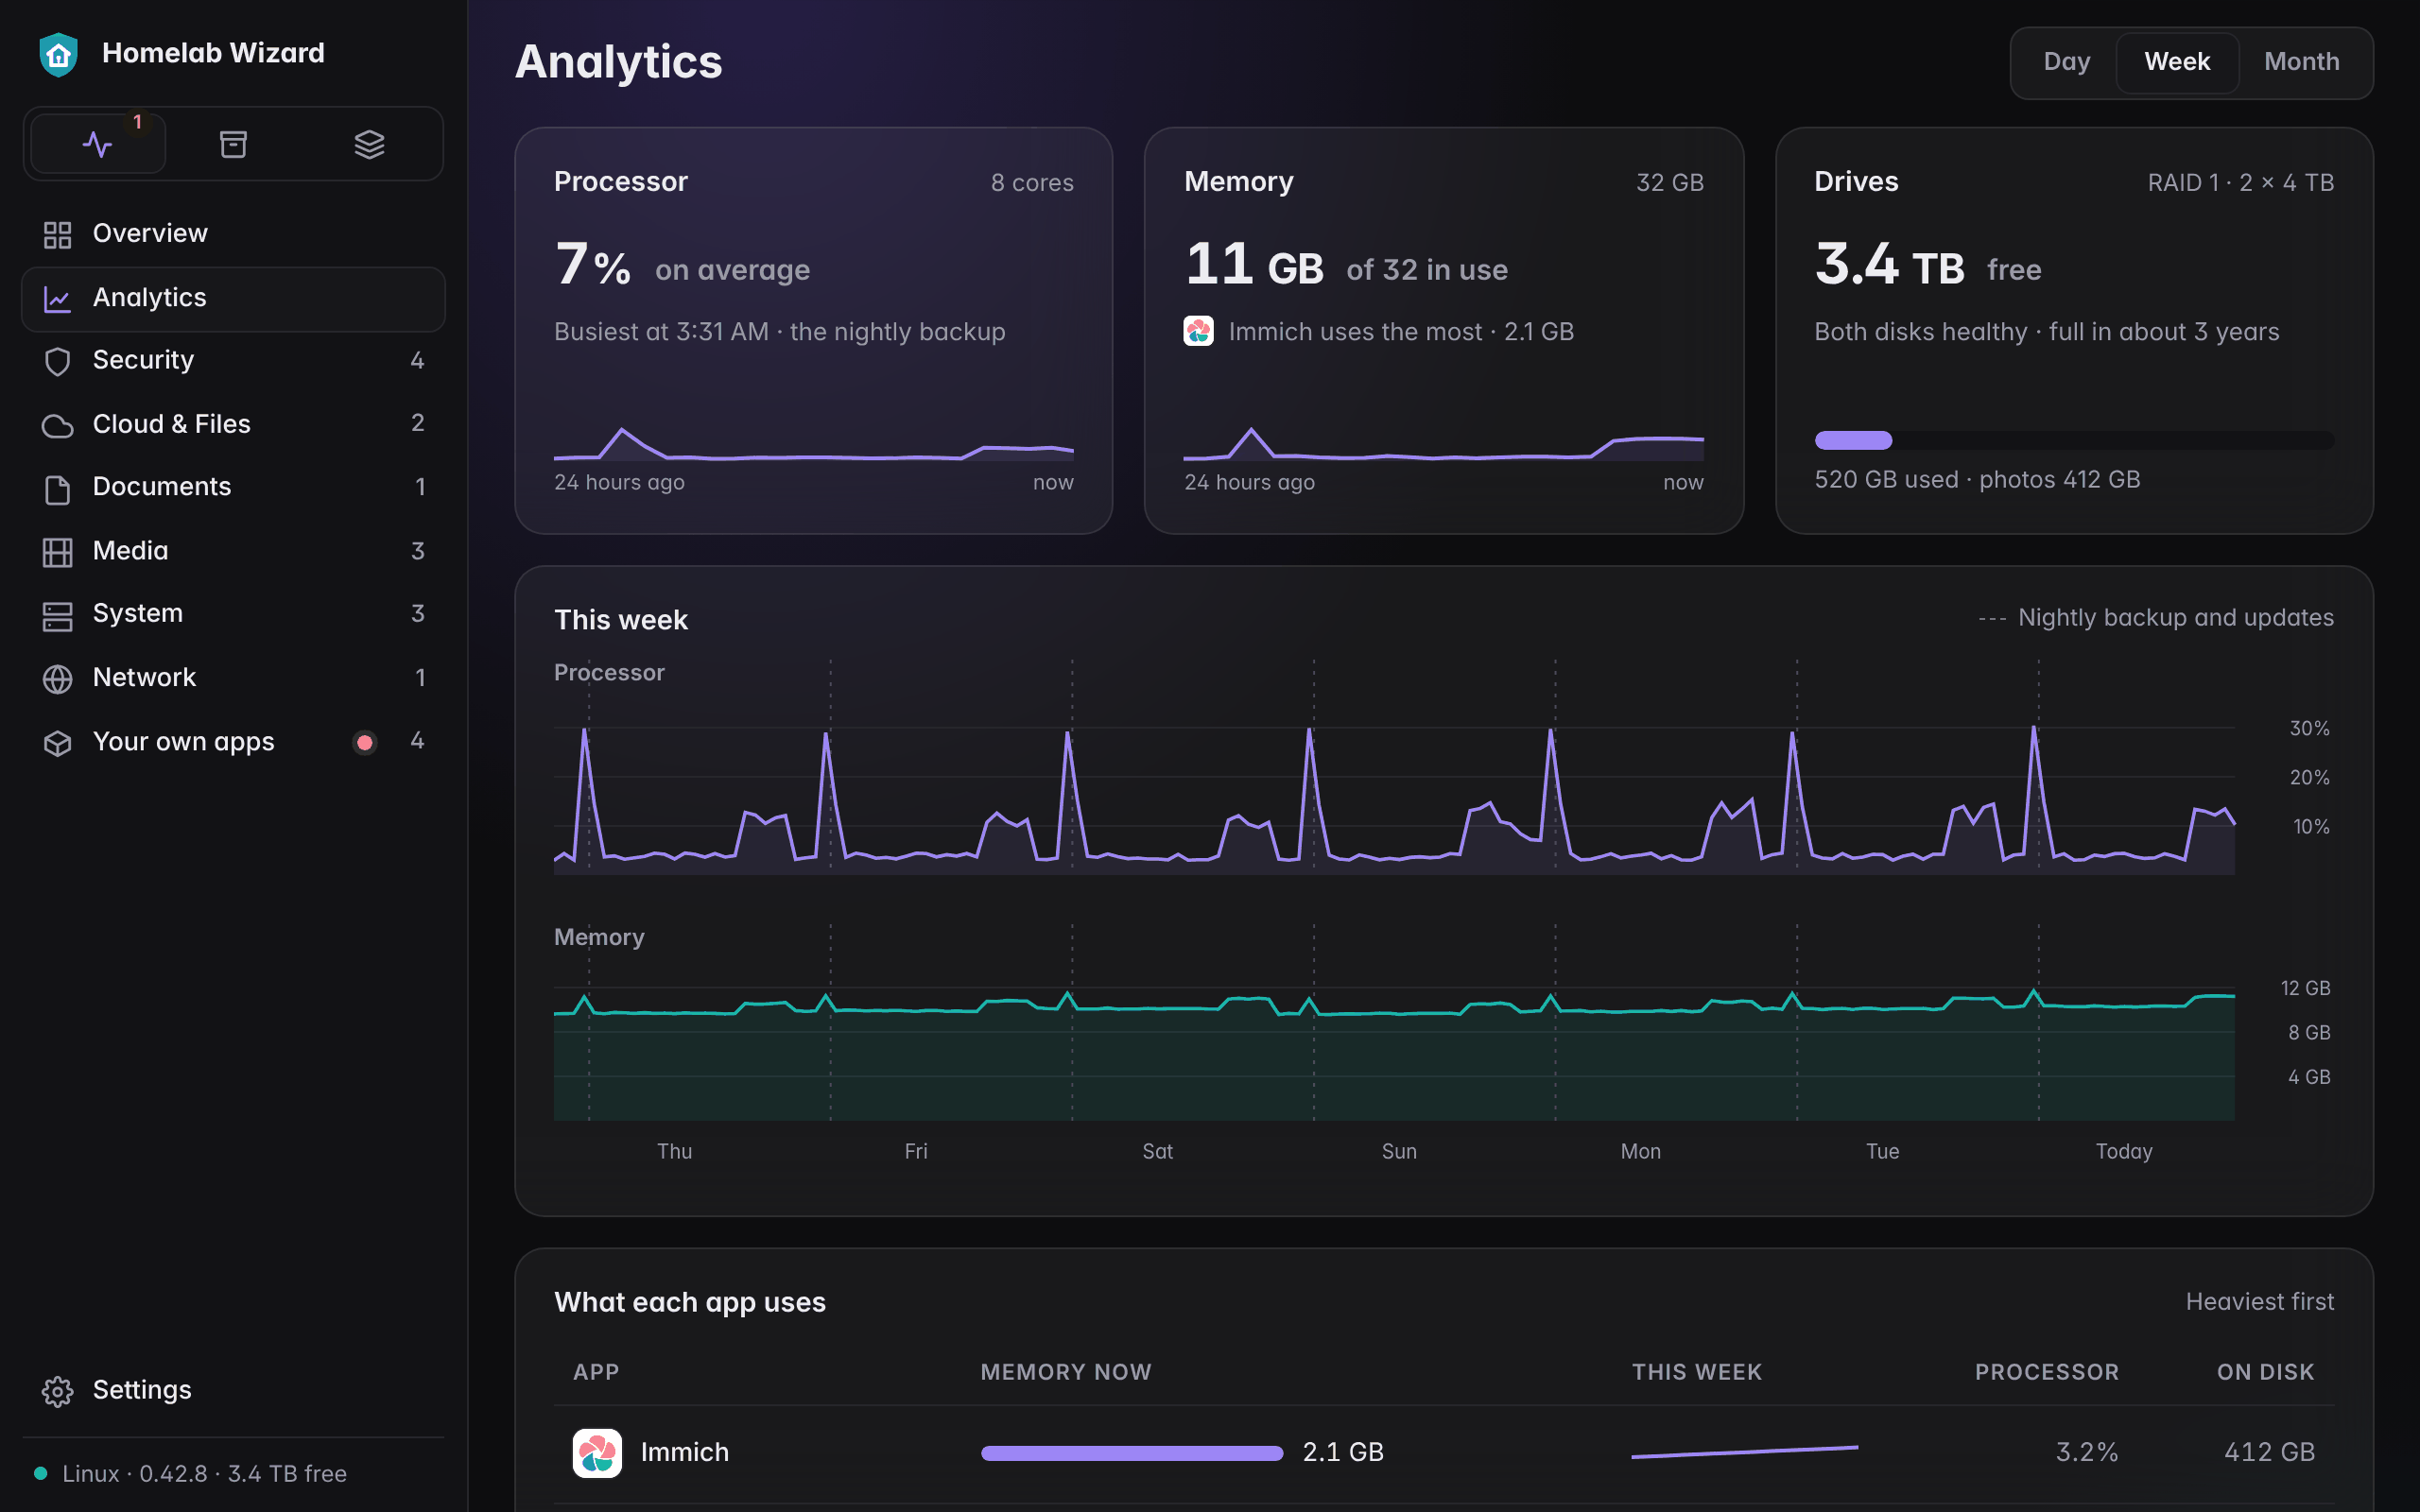 Homelab Wizard
1
Overview
Analytics
Security 4
Cloud & Files 2
Documents 1
Media 3
System 3
Network 1
Your own apps 4
Settings
Linux · 0.42.8 · 3.4 TB free
Analytics
Day Week Month
Processor 8 cores
7% on average
Busiest at 3:31 AM · the nightly backup
24 hours ago now
Memory 32 GB
11 GB of 32 in use
Immich uses the most · 2.1 GB
24 hours ago now
Drives RAID 1 · 2 × 4 TB
3.4 TB free
Both disks healthy · full in about 3 years
520 GB used · photos 412 GB
This week --- Nightly backup and updates
Processor
30%
20%
10%
Memory
12 GB
8 GB
4 GB
Thu Fri Sat Sun Mon Tue Today
What each app uses Heaviest first
APP MEMORY NOW THIS WEEK PROCESSOR ON DISK
Immich 2.1 GB 3.2% 412 GB